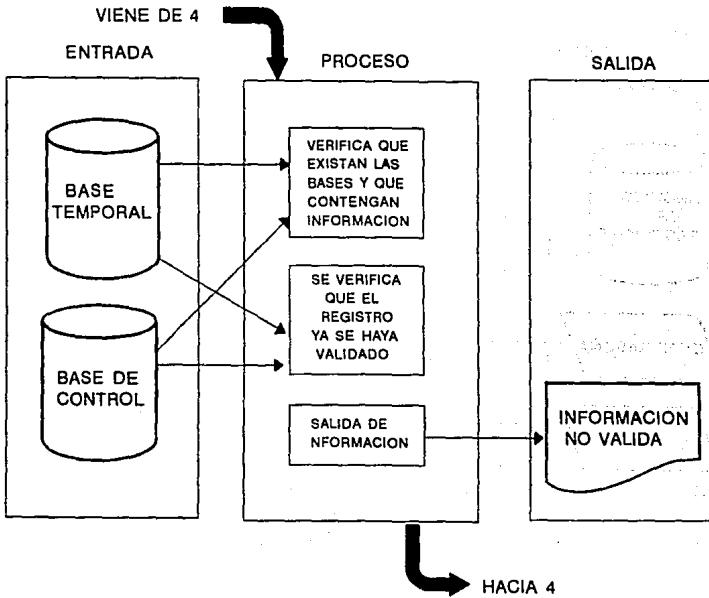 VIENE DE 4
ENTRADA
PROCESO
SALIDA
BASE
TEMPORAL
BASE DE
CONTROL
VERIFICA QUE
EXISTAN LAS
BASES Y QUE
CONTENGAN
INFORMACION
SE VERIFICA
QUE EL
REGISTRO
YA SE HAYA
VALIDADO
SALIDA DE
NFORMACION
INFORMACION
NO VALIDA
HACIA 4